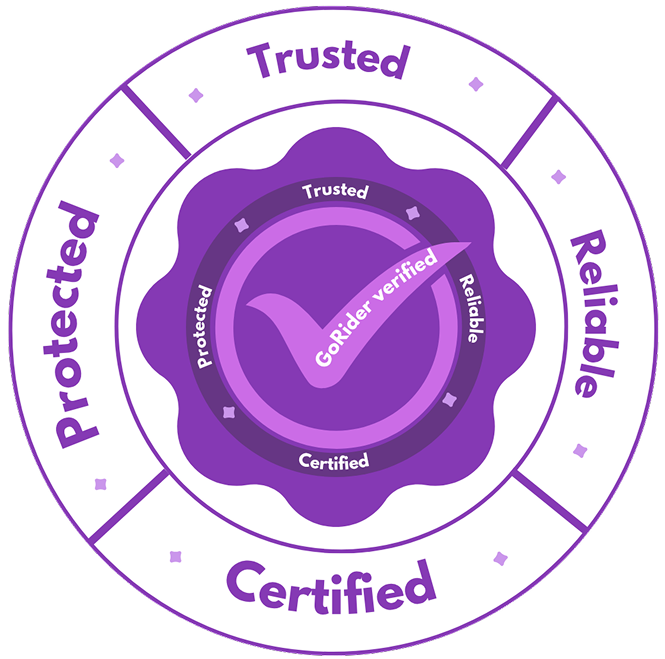 Trusted
Reliable
Certified
Protected
Trusted
Reliable
Certified
Protected
GoRider verified